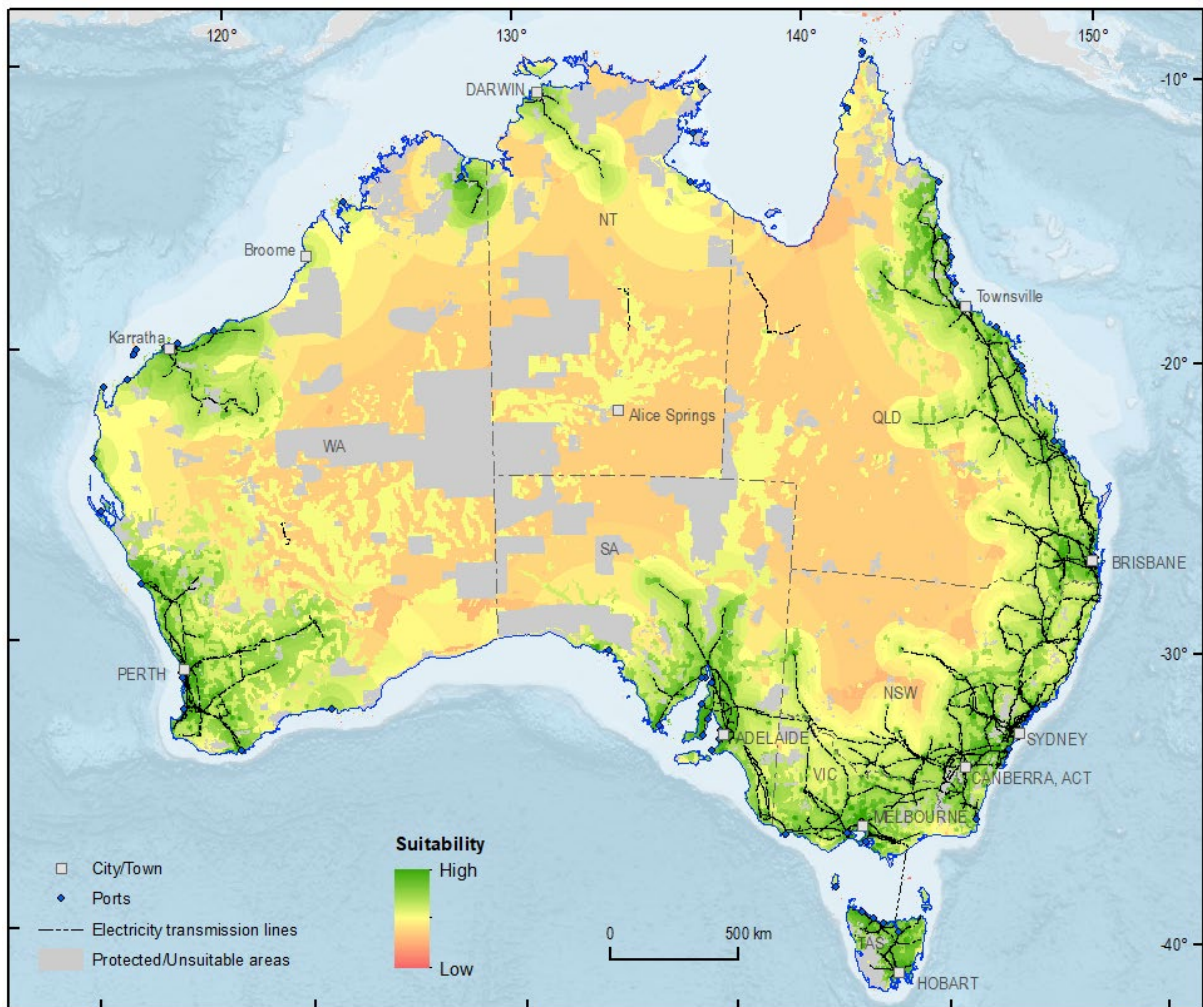 120° 130° 140° 150°
-10°
DARWIN
NT
Broome
Townsville
Karratha
-20°
Alice Springs
QLD
WA
SA
BRISBANE
-30°
PERTH
NSW
ADELAIDE
SYDNEY
VIC
CANBERRA, ACT
MELBOURNE
Suitability
High
Low
City/Town
Ports
Electricity transmission lines
Protected/Unsuitable areas
0 500 km
TAS
-40°
HOBART